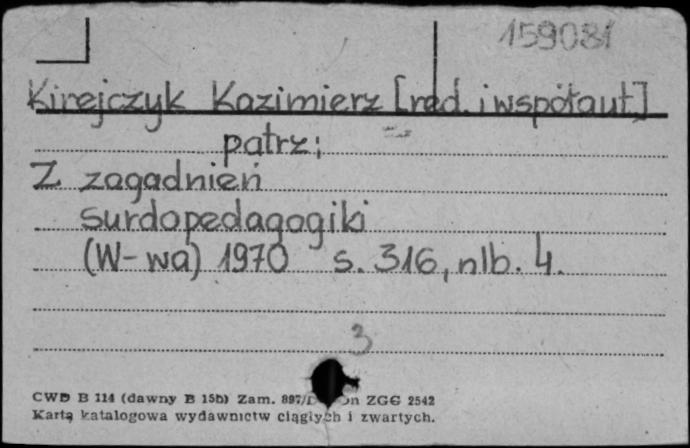 159081
Kirejczyk Kazimierz [red. i współaut.]
patrz;
Z zagadnień
surdopedagogiki
(W-wa) 1970 s. 316, nlb. 4.
3
CWD B 114 (dawny B 15b) Zam. 897/D on ZGG 2542
Karta katalogowa wydawnictw ciągłych i zwartych.